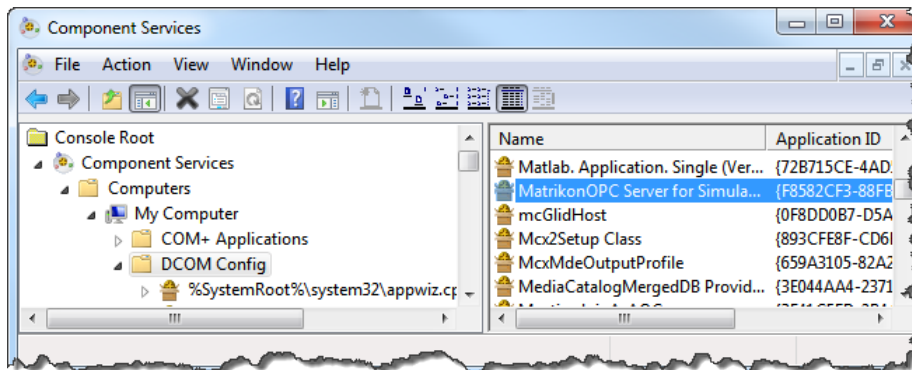 Component Services
File Action View Window Help
Console Root
Component Services
Computers
My Computer
COM+ Applications
DCOM Config
%SystemRoot%\system32\appwiz.cp
Name Application ID
Matlab. Application. Single (Ver... {72B715CE-4AD
MatrikonOPC Server for Simula... {F8582CF3-88FB
mcGlidHost {0F8DD0B7-D5A
Mcx2Setup Class {893CFE8F-CD6
McxMdeOutputProfile {659A3105-82A2
MediaCatalogMergedDB Provid... {3E044AA4-2371